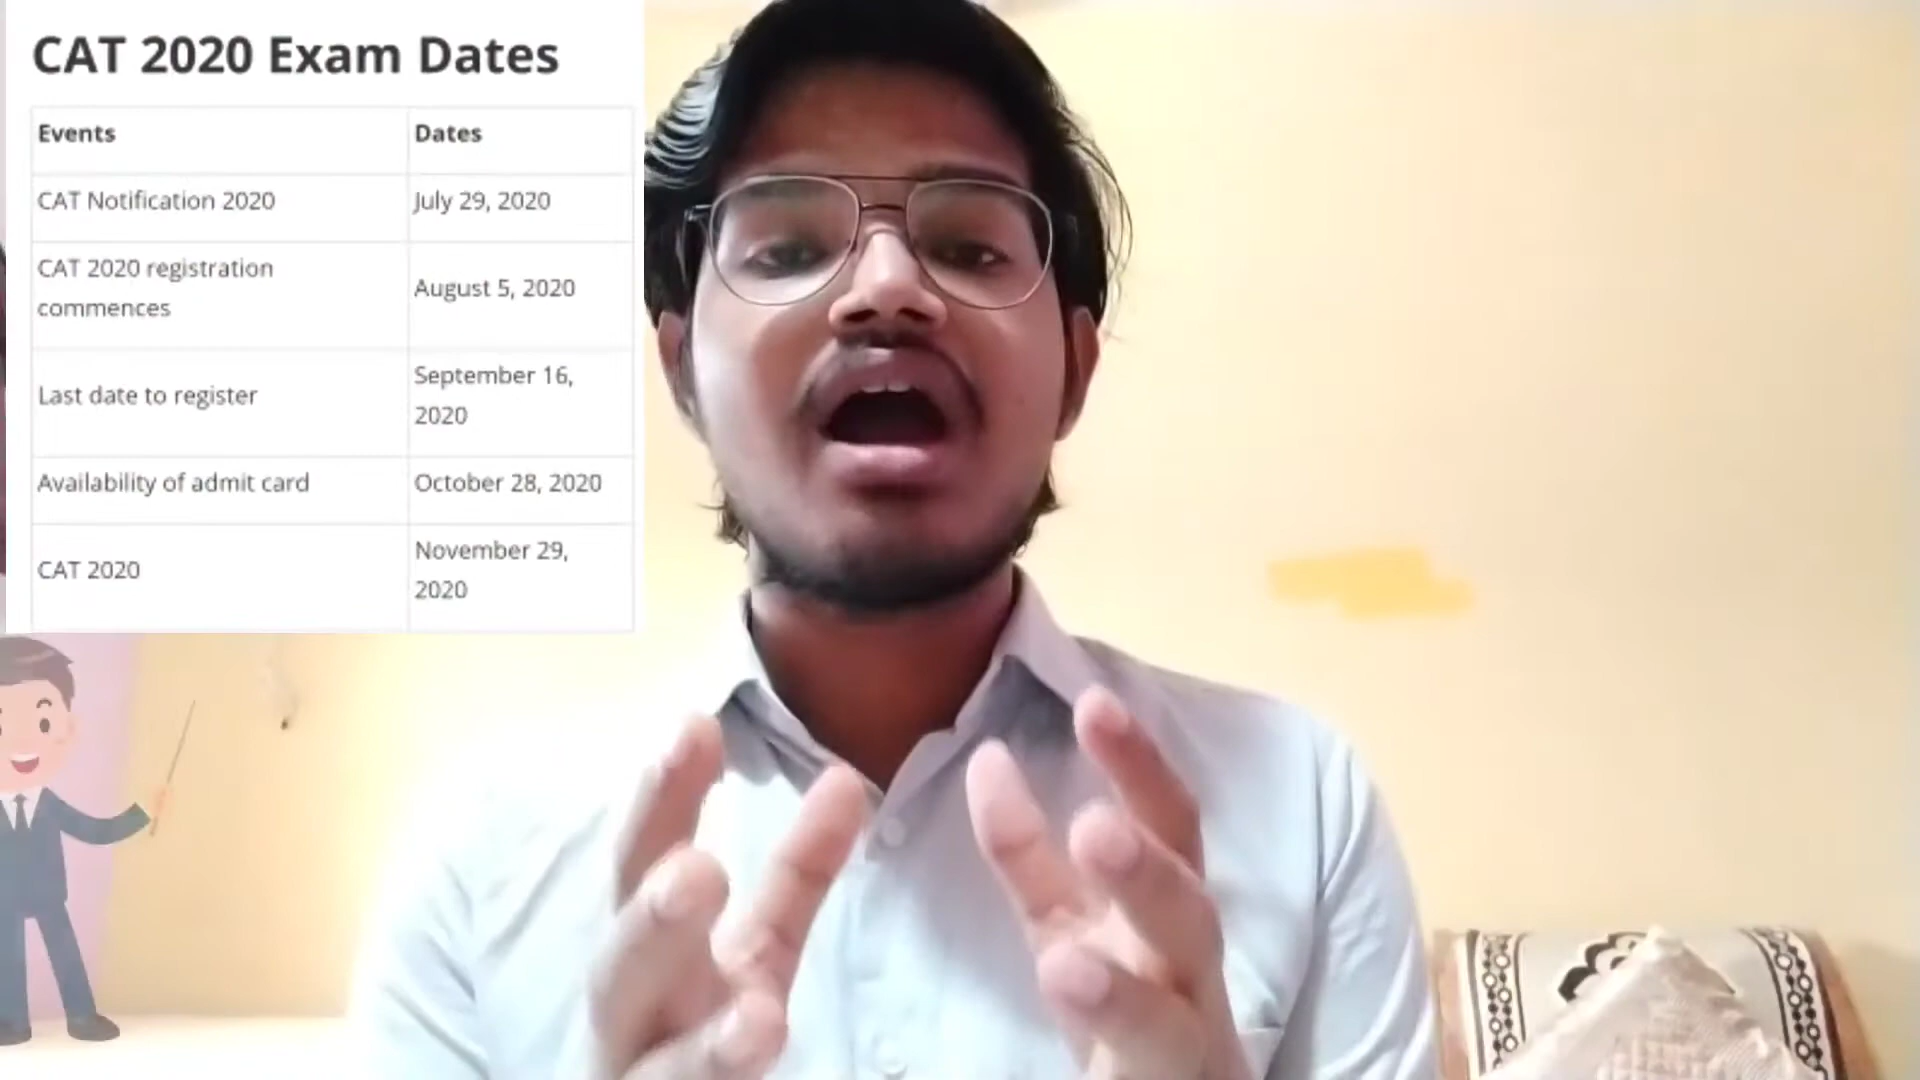 CAT 2020 Exam Dates
Events Dates
CAT Notification 2020 July 29, 2020
CAT 2020 registration
commences
August 5, 2020
Last date to register
September 16,
2020
Availability of admit card October 28, 2020
CAT 2020
November 29,
2020